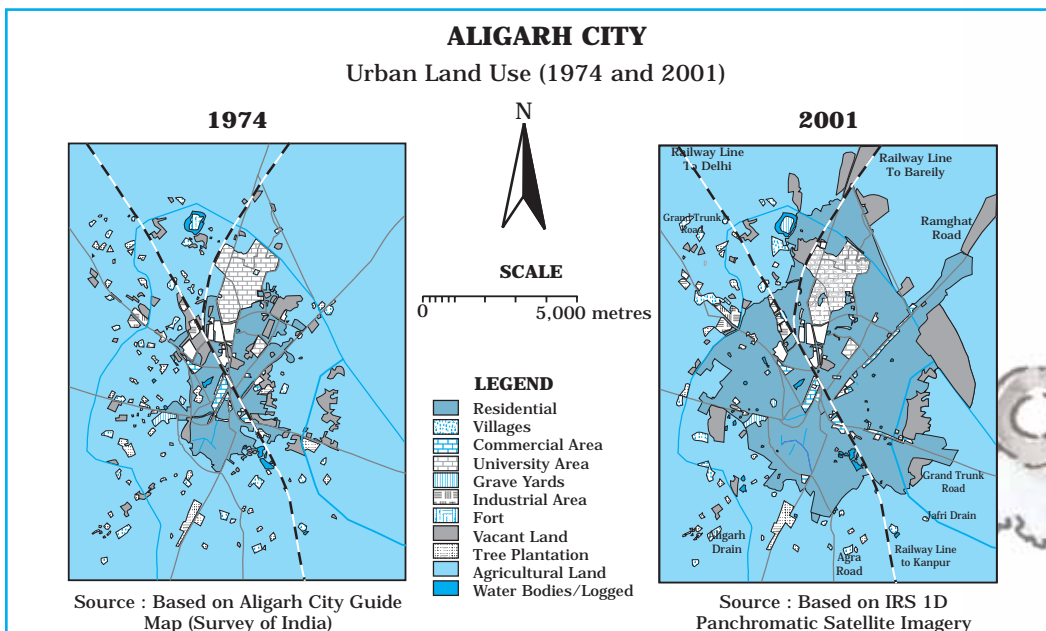 ALIGARH CITY
Urban Land Use (1974 and 2001)
1974
N
2001
SCALE
0
5,000 metres
LEGEND
Residential
Villages
Commercial Area
University Area
Grave Yards
Industrial Area
Fort
Vacant Land
Tree Plantation
Agricultural Land
Water Bodies/Logged
Railway Line
To Delhi
Railway Line
To Bareily
Grand Trunk
Road
Ramghat
Road
Grand Trunk
Road
Jafri Drain
Aligarh
Drain
Agra
Road
Railway Line
to Kanpur
Source : Based on Aligarh City Guide
Map (Survey of India)
Source : Based on IRS 1D
Panchromatic Satellite Imagery